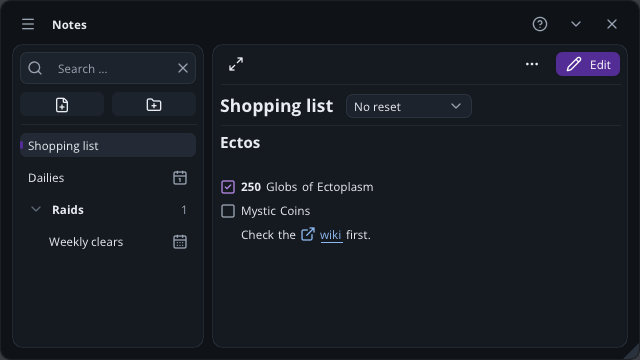 Notes
Search ...
Edit
Shopping list
No reset
Shopping list
Ectos
Dailies
250 Globs of Ectoplasm
Raids 1
Mystic Coins
Weekly clears
Check the wiki first.